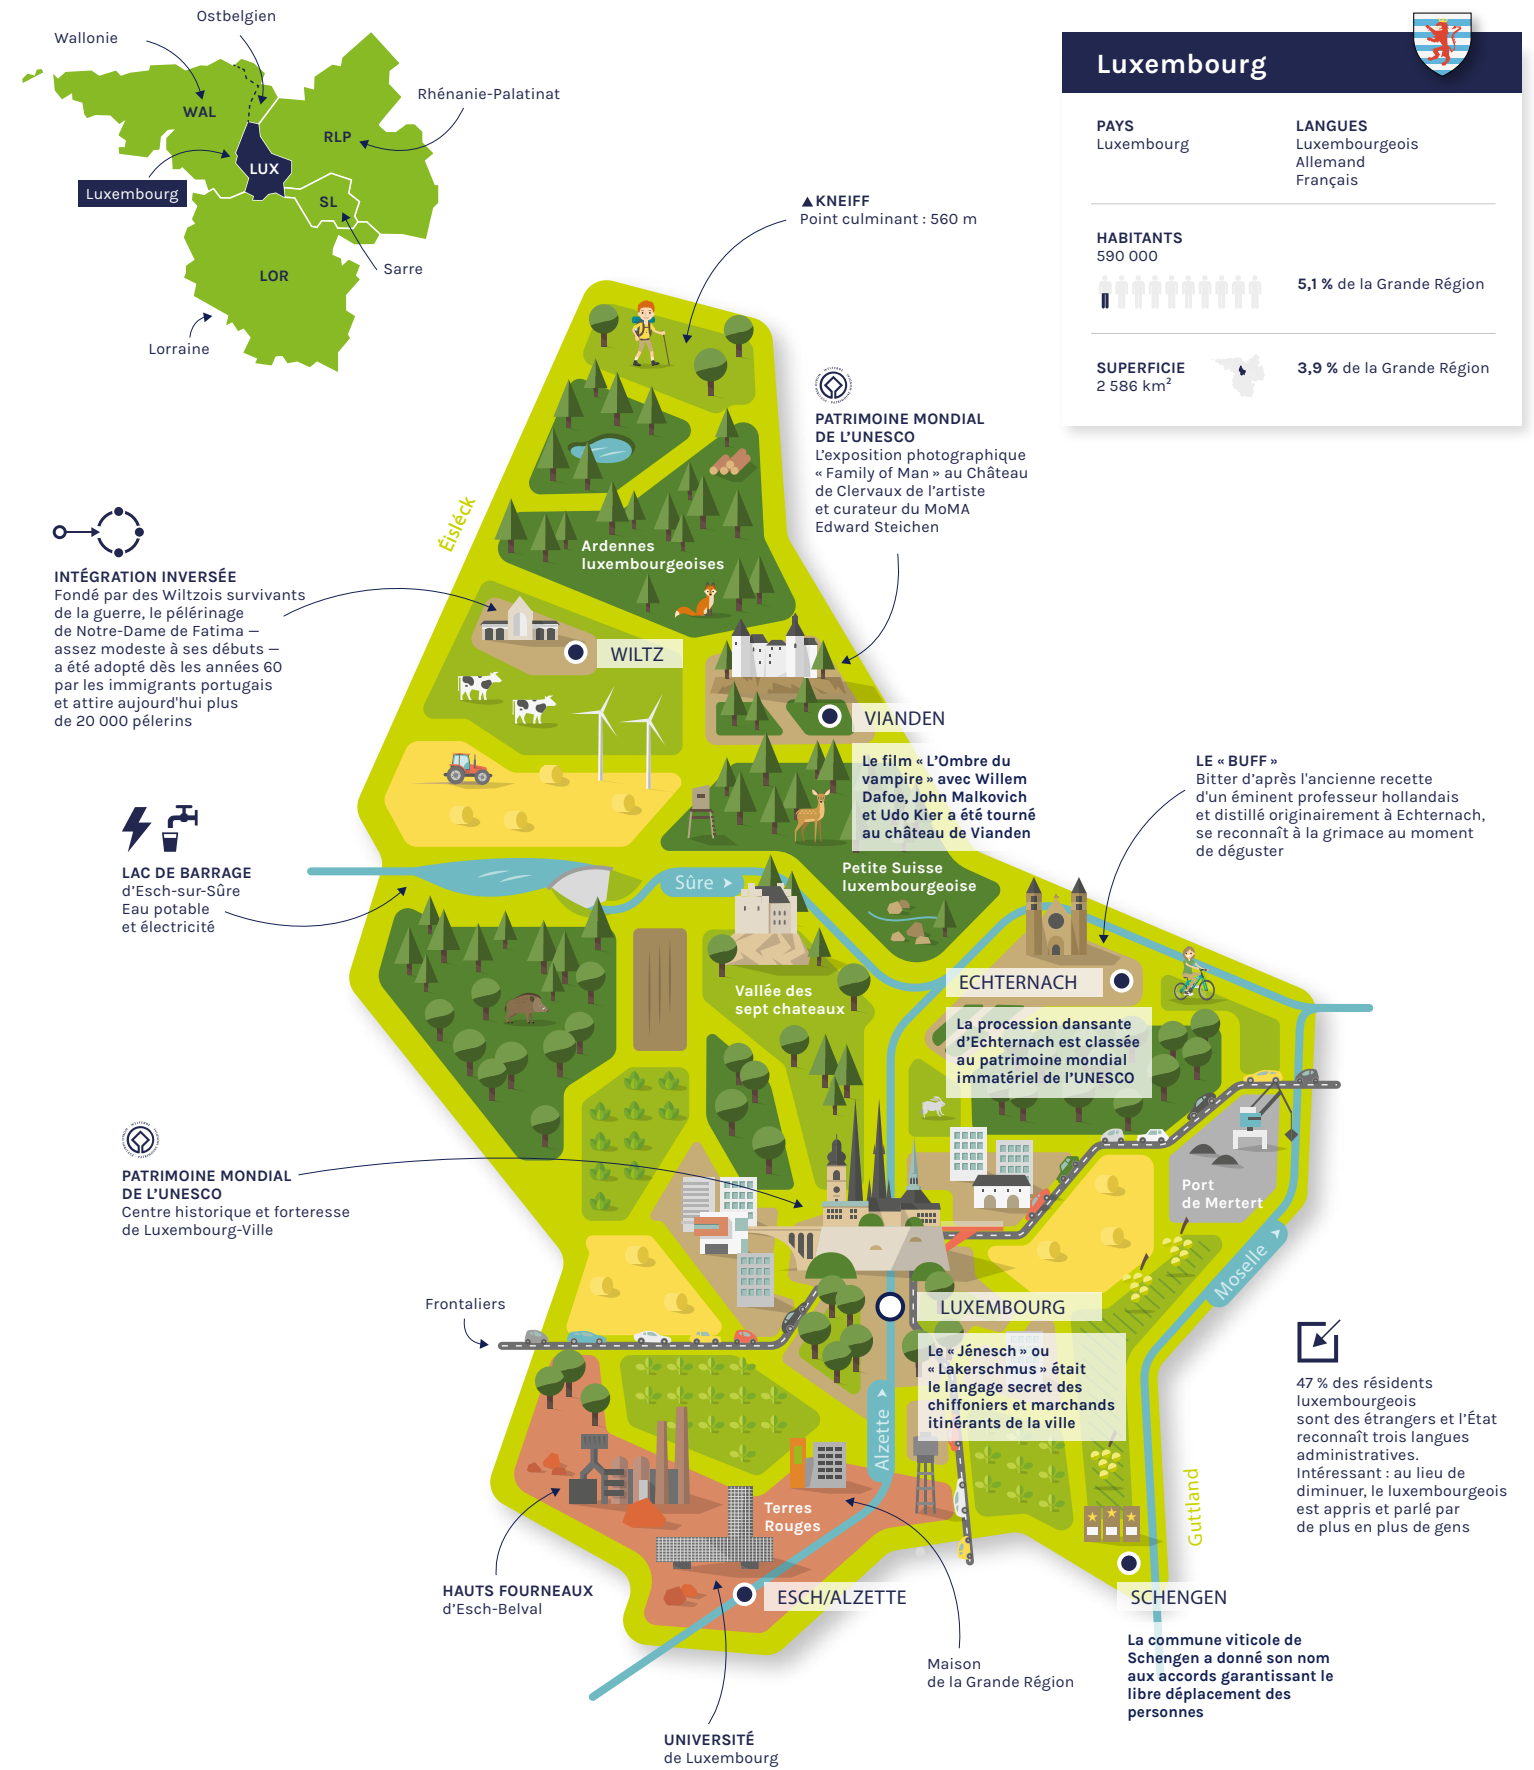 Ostbelgien
Wallonie
Rhénanie-Palatinat
WAL
RLP
LUX
Luxembourg
SL
LOR
Sarre
Lorraine
Luxembourg
PAYS
Luxembourg
LANGUES
Luxembourgeois
Allemand
Français
HABITANTS
590 000
5,1 % de la Grande Région
SUPERFICIE
2 586 km²
3,9 % de la Grande Région
▲KNEIFF
Point culminant : 560 m
PATRIMOINE MONDIAL
DE L’UNESCO
L’exposition photographique
« Family of Man » au Château
de Clervaux de l’artiste
et curateur du MoMA
Edward Steichen
Éisléck
Ardennes
luxembourgeoises
INTÉGRATION INVERSÉE
Fondé par des Wiltzois survivants
de la guerre, le pélérinage
de Notre-Dame de Fatima —
assez modeste à ses débuts —
a été adopté dès les années 60
par les immigrants portugais
et attire aujourd'hui plus
de 20 000 pélerins
WILTZ
VIANDEN
Le film « L’Ombre du
vampire » avec Willem
Dafoe, John Malkovich
et Udo Kier a été tourné
au château de Vianden
LE « BUFF »
Bitter d’après l'ancienne recette
d'un éminent professeur hollandais
et distillé originairement à Echternach,
se reconnaît à la grimace au moment
de déguster
LAC DE BARRAGE
d’Esch-sur-Sûre
Eau potable
et électricité
Sûre
Petite Suisse
luxembourgeoise
Vallée des
sept chateaux
ECHTERNACH
La procession dansante
d’Echternach est classée
au patrimoine mondial
immatériel de l’UNESCO
PATRIMOINE MONDIAL
DE L’UNESCO
Centre historique et forteresse
de Luxembourg-Ville
Port
de Mertert
Moselle
Frontaliers
LUXEMBOURG
Le « Jénesch » ou
« Lakerschmus » était
le langage secret des
chiffoniers et marchands
itinérants de la ville
Alzette
47 % des résidents
luxembourgeois
sont des étrangers et l’État
reconnaît trois langues
administratives.
Intéressant : au lieu de
diminuer, le luxembourgeois
est appris et parlé par
de plus en plus de gens
Guttland
Terres
Rouges
HAUTS FOURNEAUX
d’Esch-Belval
ESCH/ALZETTE
SCHENGEN
La commune viticole de
Schengen a donné son nom
aux accords garantissant le
libre déplacement des
personnes
Maison
de la Grande Région
UNIVERSITÉ
de Luxembourg